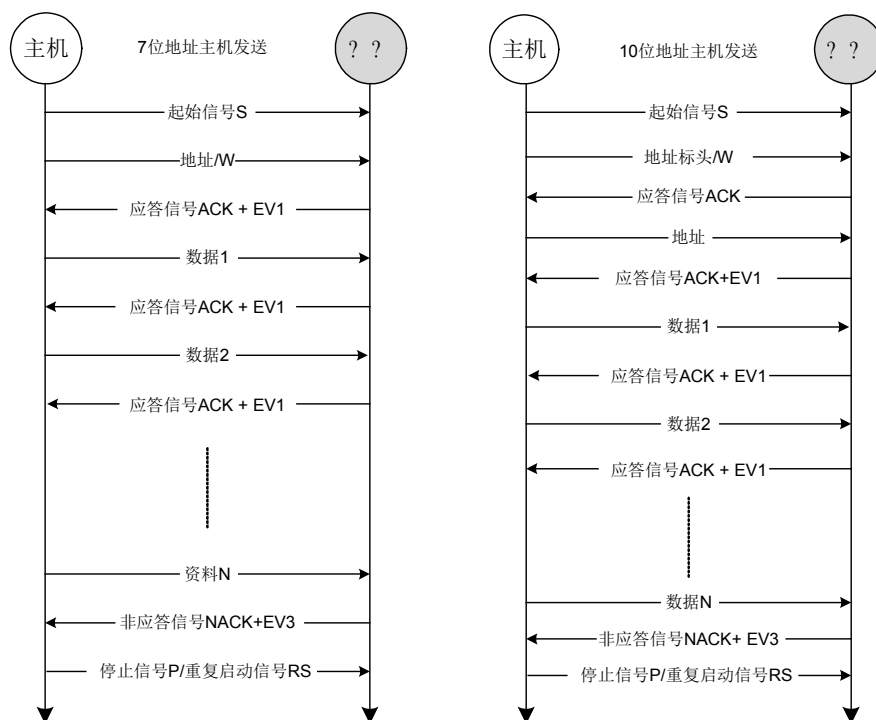 主机
7位地址主机发送
? ?
起始信号S
地址/W
应答信号ACK + EV1
数据1
应答信号ACK + EV1
数据2
应答信号ACK + EV1
资料N
非应答信号NACK+EV3
停止信号P/重复启动信号RS
主机
10位地址主机发送
? ?
起始信号S
地址标头/W
应答信号ACK
地址
应答信号ACK+EV1
数据1
应答信号ACK + EV1
数据2
应答信号ACK + EV1
数据N
非应答信号NACK+ EV3
停止信号P/重复启动信号RS